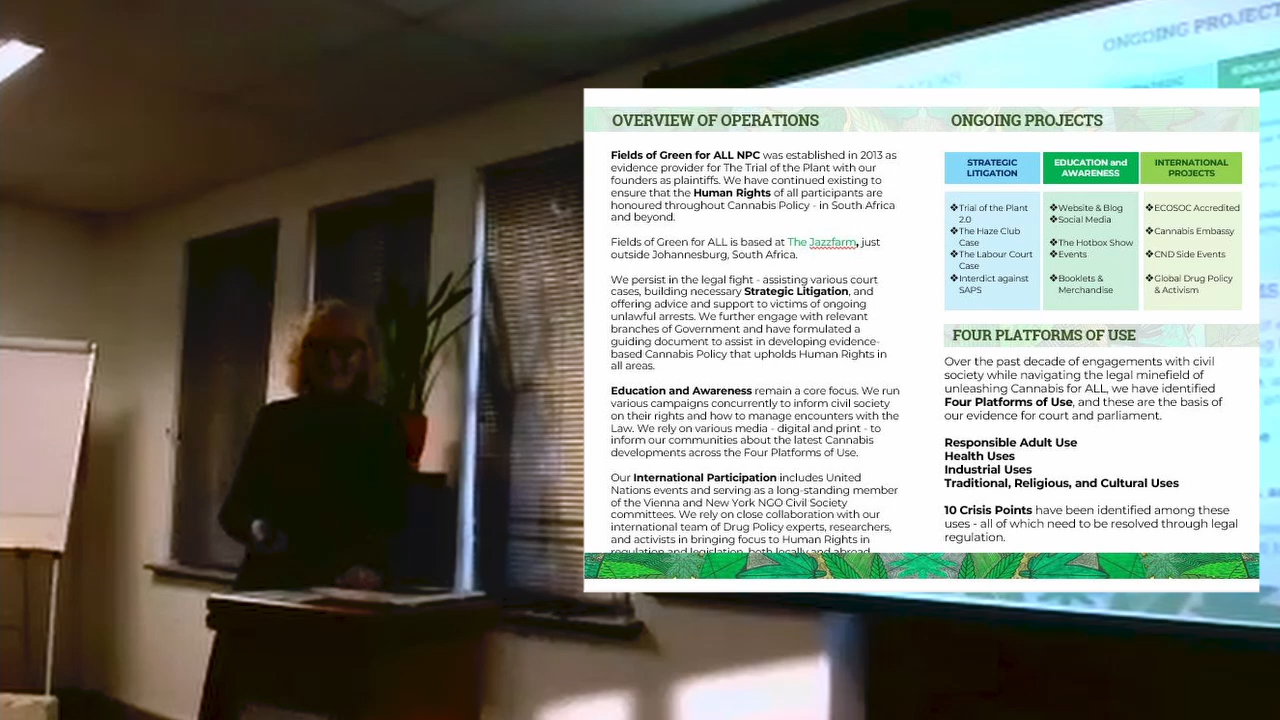 ONGOING PROJECT
OVERVIEW OF OPERATIONS
Fields of Green for ALL NPC was established in 2013 as
evidence provider for The Trial of the Plant with our
founders as plaintiffs. We have continued existing to
ensure that the Human Rights of all participants are
honoured throughout Cannabis Policy - in South Africa
and beyond.
Fields of Green for ALL is based at The Jazzfarm, just
outside Johannesburg, South Africa.
We persist in the legal fight - assisting various court
cases, building necessary Strategic Litigation, and
offering advice and support to victims of ongoing
unlawful arrests. We further engage with relevant
branches of Government and have formulated a
guiding document to assist in developing evidence-
based Cannabis Policy that upholds Human Rights in
all areas.
Education and Awareness remain a core focus. We run
various campaigns concurrently to inform civil society
on their rights and how to manage encounters with the
Law. We rely on various media - digital and print - to
inform our communities about the latest Cannabis
developments across the Four Platforms of Use.
Our International Participation includes United
Nations events and serving as a long-standing member
of the Vienna and New York NGO Civil Society
committees. We rely on close collaboration with our
international team of Drug Policy experts, researchers,
and activists in bringing focus to Human Rights in
regulation and legislation, both locally and abroad.
ONGOING PROJECTS
STRATEGIC
LITIGATION
❖Trial of the Plant
2.0
❖The Haze Club
Case
❖The Labour Court
Case
❖Interdict against
SAPS
EDUCATION and
AWARENESS
❖Website & Blog
❖Social Media
❖The Hotbox Show
❖Events
❖Booklets &
Merchandise
INTERNATIONAL
PROJECTS
❖ECOSOC Accredited
❖Cannabis Embassy
❖CND Side Events
❖Global Drug Policy
& Activism
FOUR PLATFORMS OF USE
Over the past decade of engagements with civil
society while navigating the legal minefield of
unleashing Cannabis for ALL, we have identified
Four Platforms of Use, and these are the basis of
our evidence for court and parliament.
Responsible Adult Use
Health Uses
Industrial Uses
Traditional, Religious, and Cultural Uses
10 Crisis Points have been identified among these
uses - all of which need to be resolved through legal
regulation.